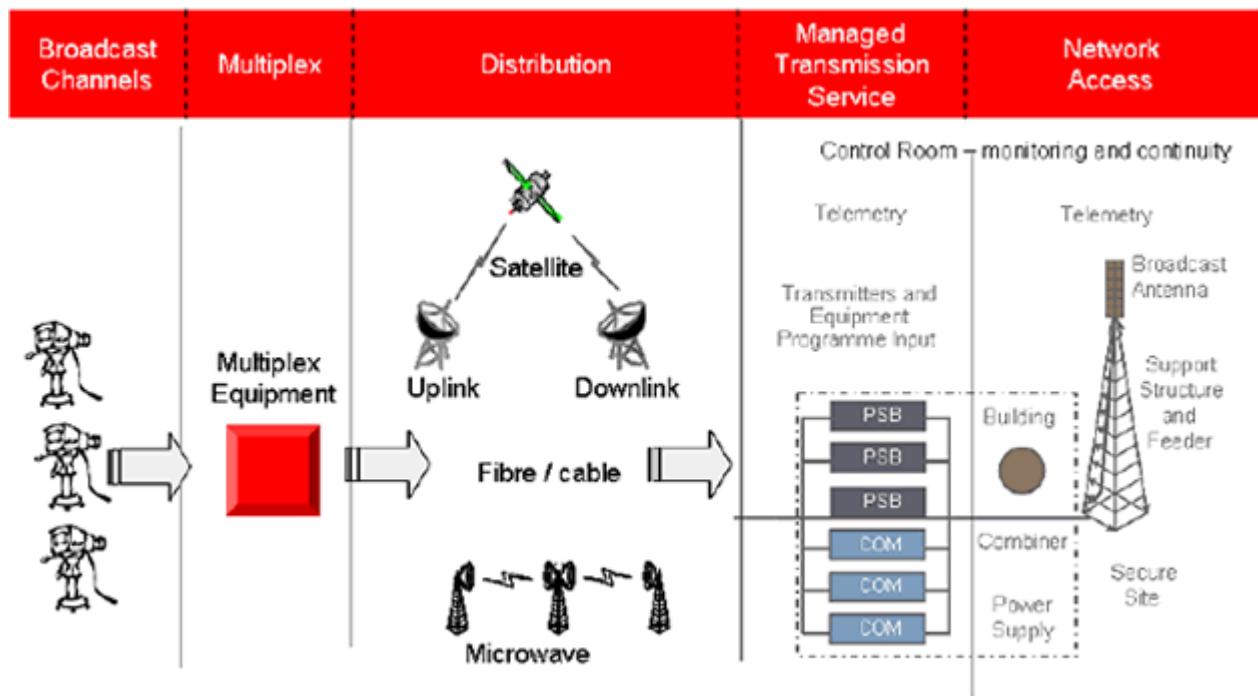 Broadcast
Channels
Multiplex
Distribution
Managed
Transmission
Service
Network
Access
Control Room – monitoring and continuity
Telemetry
Telemetry
Satellite
Broadcast
Antenna
Transmitters and
Equipment
Programme Input
Multiplex
Equipment
Uplink
Downlink
Support
Structure
and
Feeder
PSB
PSB
PSB
COM
COM
COM
Building
Fibre / cable
Combiner
Secure
Site
Power
Supply
Microwave